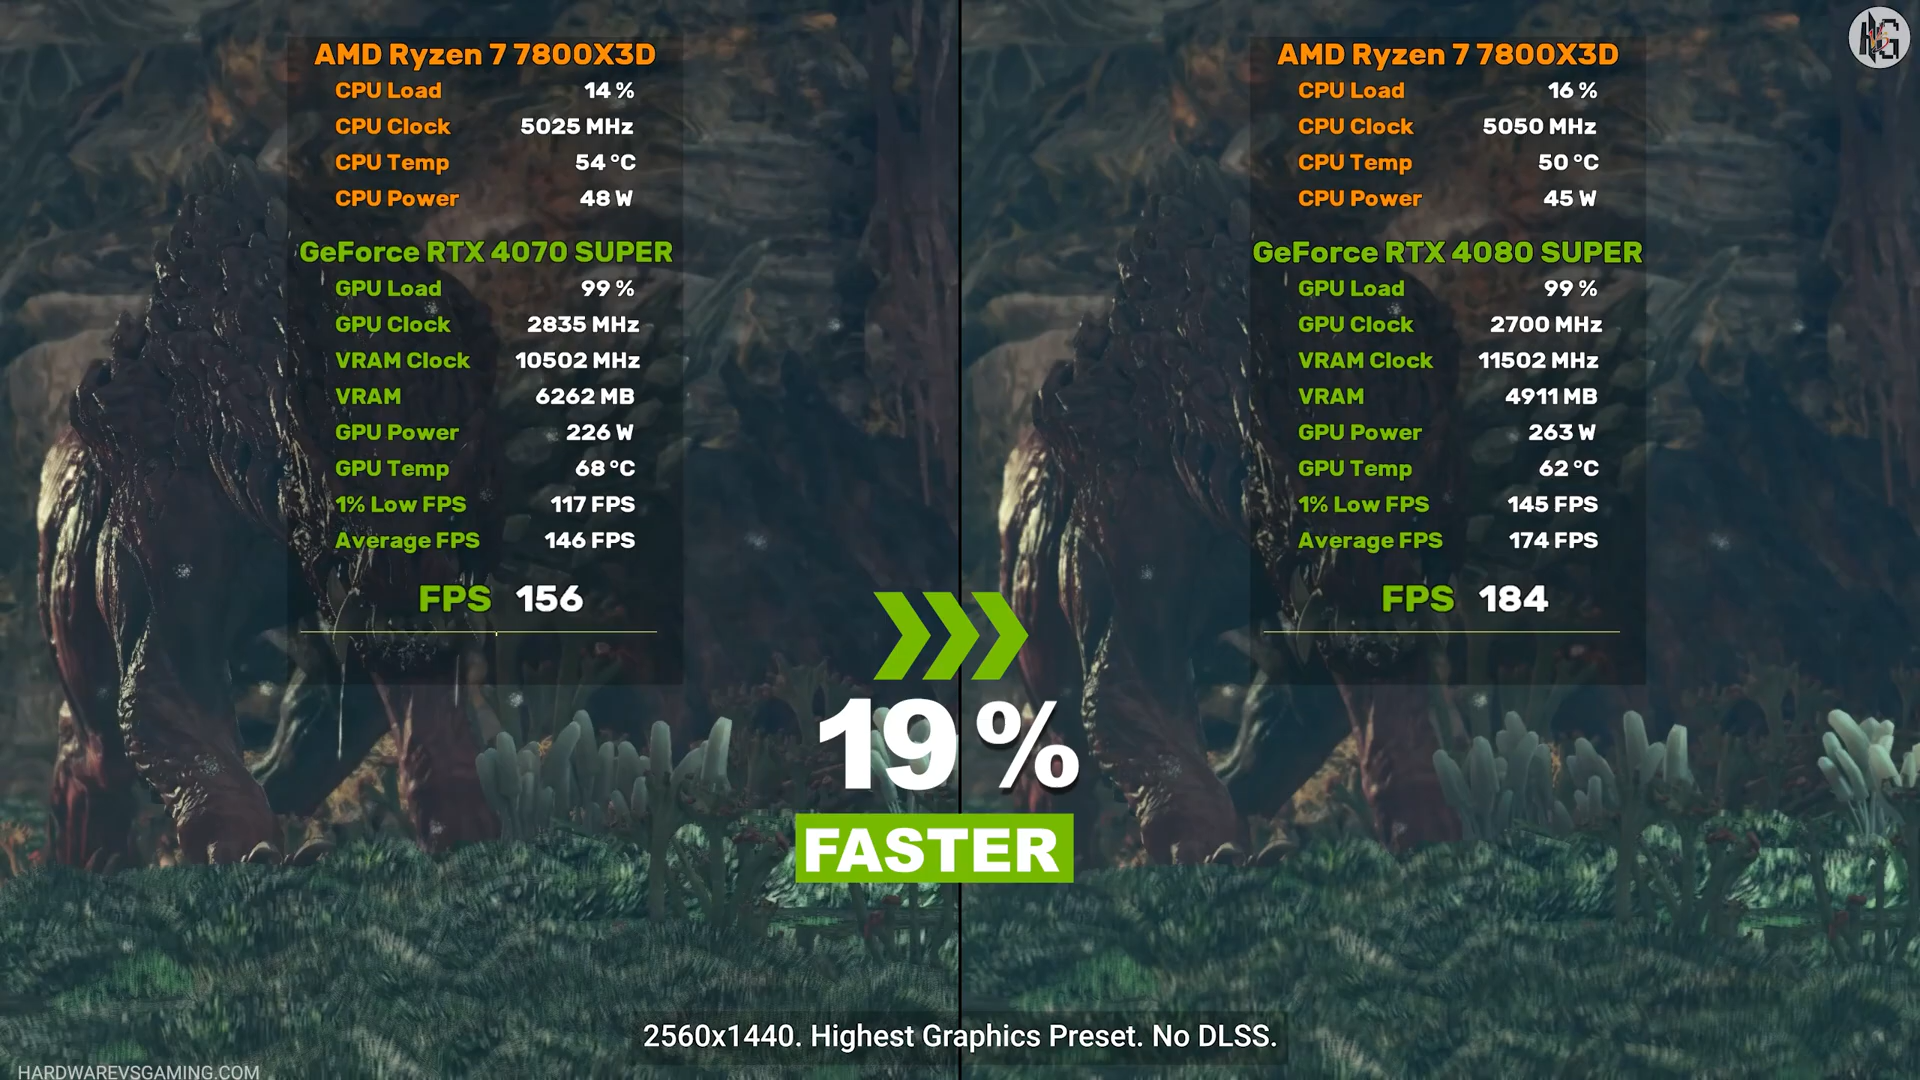 AMD Ryzen 7 7800X3D
CPU Load 14 %
CPU Clock 5025 MHz
CPU Temp 54 °C
CPU Power 48 W
GeForce RTX 4070 SUPER
GPU Load 99 %
GPU Clock 2835 MHz
VRAM Clock 10502 MHz
VRAM 6262 MB
GPU Power 226 W
GPU Temp 68 °C
1% Low FPS 117 FPS
Average FPS 146 FPS
FPS 156
AMD Ryzen 7 7800X3D
CPU Load 16 %
CPU Clock 5050 MHz
CPU Temp 50 °C
CPU Power 45 W
GeForce RTX 4080 SUPER
GPU Load 99 %
GPU Clock 2700 MHz
VRAM Clock 11502 MHz
VRAM 4911 MB
GPU Power 263 W
GPU Temp 62 °C
1% Low FPS 145 FPS
Average FPS 174 FPS
FPS 184
19 %
FASTER
2560x1440. Highest Graphics Preset. No DLSS.
HARDWAREVSGAMING.COM